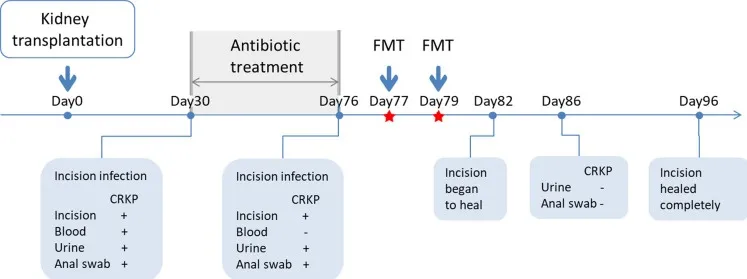 Kidney
transplantation
Antibiotic
treatment
FMT FMT
Day0 Day30 Day76 Day77 Day79 Day82 Day86 Day96
Incision infection
CRKP
Incision +
Blood +
Urine +
Anal swab +
Incision infection
CRKP
Incision +
Blood -
Urine +
Anal swab +
Incision
began
to heal
CRKP
Urine -
Anal swab -
Incision
healed
completely